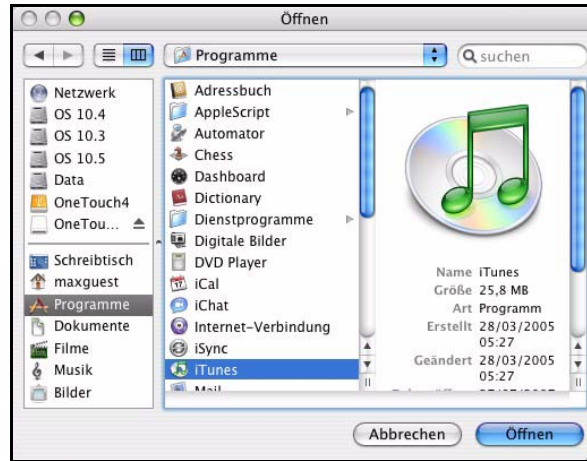 Öffnen
Programme
suchen
Netzwerk
OS 10.4
OS 10.3
OS 10.5
Data
OneTouch4
OneTou...
Schreibtisch
maxguest
Programme
Dokumente
Filme
Musik
Bilder
Adressbuch
AppleScript
Automator
Chess
Dashboard
Dictionary
Dienstprogramme
Digitale Bilder
DVD Player
iCal
iChat
Internet-Verbindung
iSync
iTunes
Mail
Name iTunes
Größe 25,8 MB
Art Programm
Erstellt 28/03/2005
05:27
Geändert 28/03/2005
05:27
Abbrechen
Öffnen